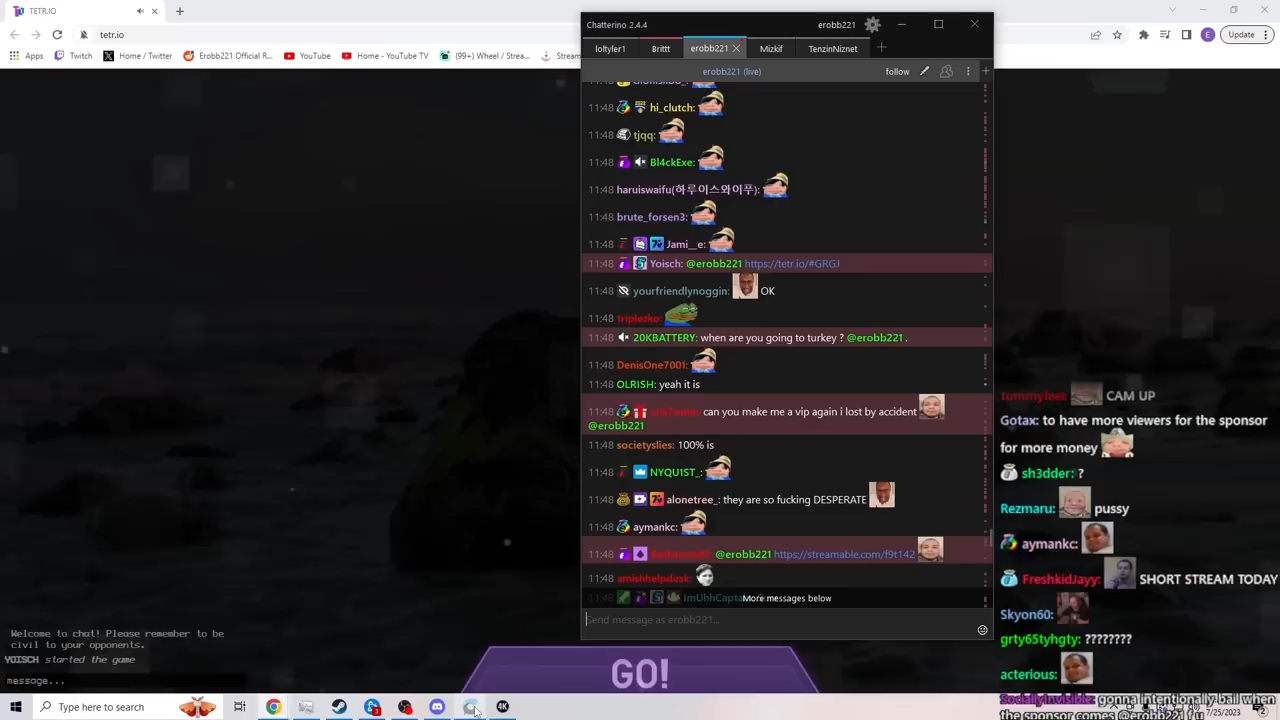 TETR.IO
tetr.io
Update
Apps
Twitch
Home / Twitter
Erobb221 Official R...
YouTube
Home - YouTube TV
(99+) Wheel / Strea...
Stream
Chatterino 2.4.4
erobb221
loltyler1
Brittt
erobb221
Mizkif
TenzinNiznet
erobb221 (live)
follow
11:48 hi_clutch:
11:48 tjqq:
11:48 Bl4ckExe:
haruiswaifu(하루이스와이푸):
11:48 brute_forsen3:
11:48 Jami__e:
11:48 Yoisch: @erobb221 https://tetr.io/#GRGJ
11:48 yourfriendlynoggin: OK
11:48 triplezko:
11:48 20KBATTERY: when are you going to turkey ? @erobb221 .
11:48 DenisOne7001:
11:48 OLRISH: yeah it is
11:48 can you make me a vip again i lost by accident
@erobb221
11:48 societyslies: 100% is
11:48 NYQU1ST_:
11:48 alonetree_: they are so fucking DESPERATE
11:48 aymankc:
11:48 @erobb221 https://streamable.com/f9t142
11:48 amishhelpdesk:
11:48 ImUhhCapta
More messages below
Send message as erobb221...
tommyfees: CAM UP
Gotax: to have more viewers for the sponsor
for more money
sh3dder: ?
Rezmaru: pussy
aymankc:
FreshkidJayy: SHORT STREAM TODAY
Skyon60:
grty65tyhgty: ????????
acterious:
SociallyInvisible: gonna intentionally bail when
the sponsor comes @erobb221
Welcome to chat! Please remember to be
civil to your opponents.
YOISCH started the game
message...
GO!
Type here to search
4K
7/25/2023